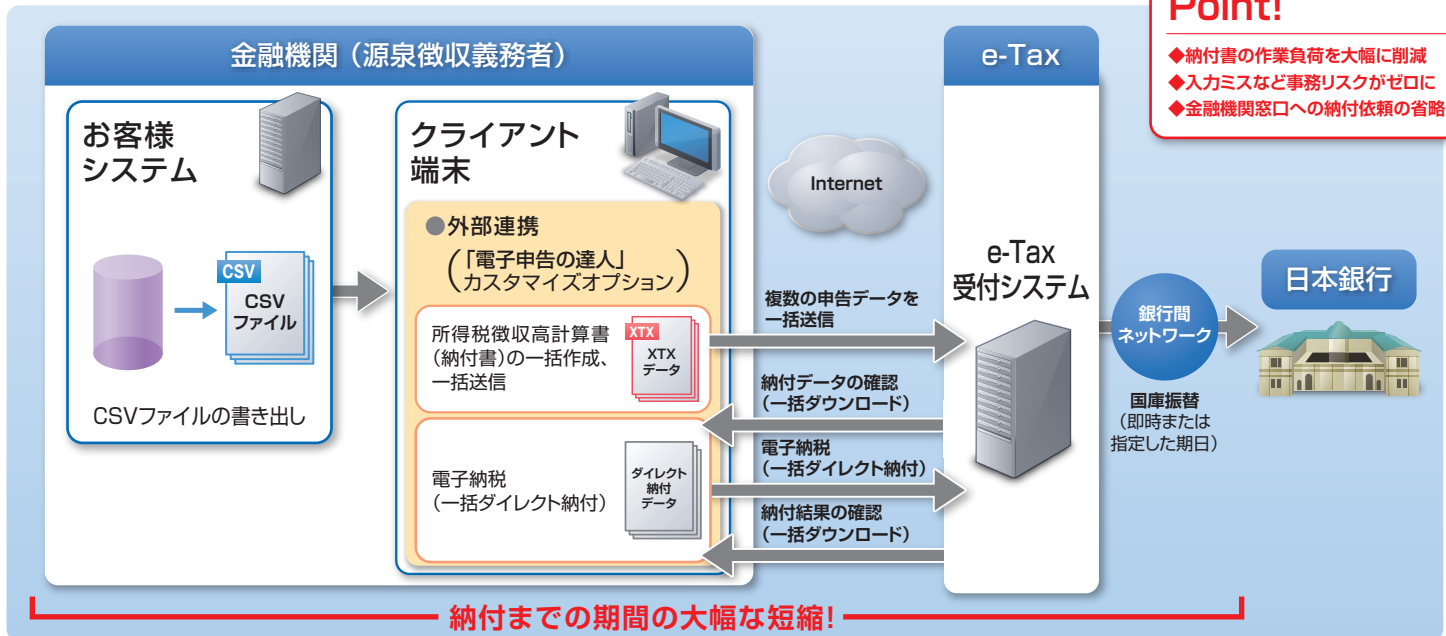 Point!
◆納付書の作業負荷を大幅に削減
◆入力ミスなど事務リスクがゼロに
◆金融機関窓口への納付依頼の省略
金融機関（源泉徴収義務者）
お客様
システム
CSV
CSV
ファイル
CSVファイルの書き出し
クライアント
端末
●外部連携
（「電子申告の達人」
カスタマイズオプション）
所得税徴収高計算書
（納付書）の一括作成、
一括送信
XTX
XTX
データ
電子納税
（一括ダイレクト納付）
ダイレクト
納付
データ
Internet
複数の申告データを
一括送信
納付データの確認
（一括ダウンロード）
電子納税
（一括ダイレクト納付）
納付結果の確認
（一括ダウンロード）
e-Tax
e-Tax
受付システム
銀行間
ネットワーク
国庫振替
（即時または
指定した期日）
日本銀行
納付までの期間の大幅な短縮!